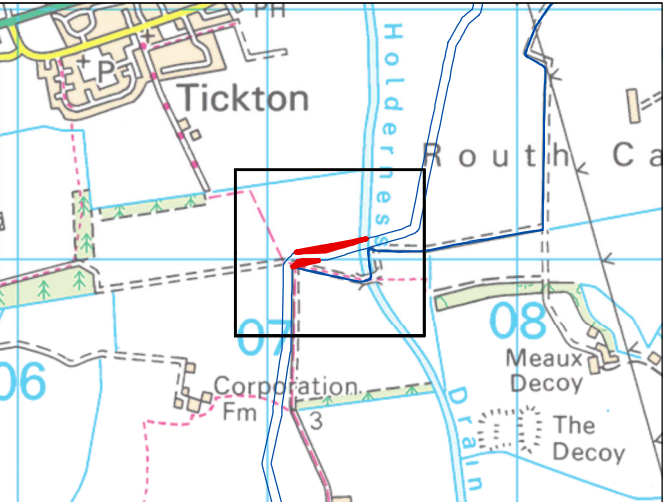 PH
P
Tickton
Holderness
Routh Ca
07
08
06
Meaux
Decoy
Corporation
Fm
3
The
Decoy
Drain